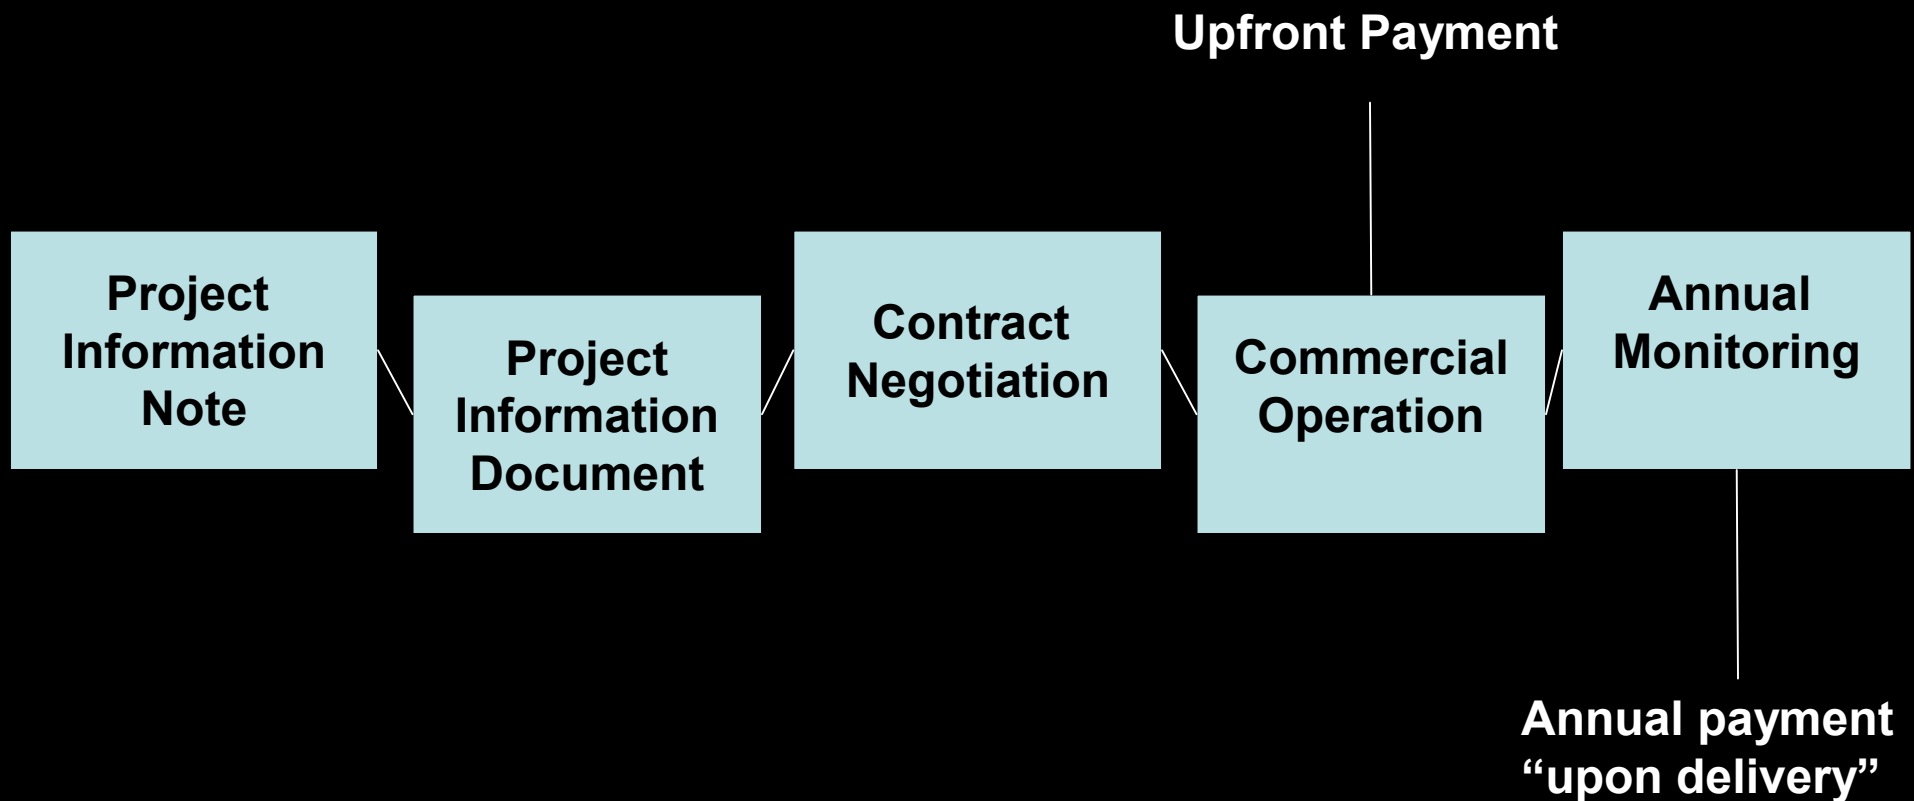 Upfront Payment
Project
Information
Note
Project
Information
Document
Contract
Negotiation
Commercial
Operation
Annual
Monitoring
Annual payment
“upon delivery”